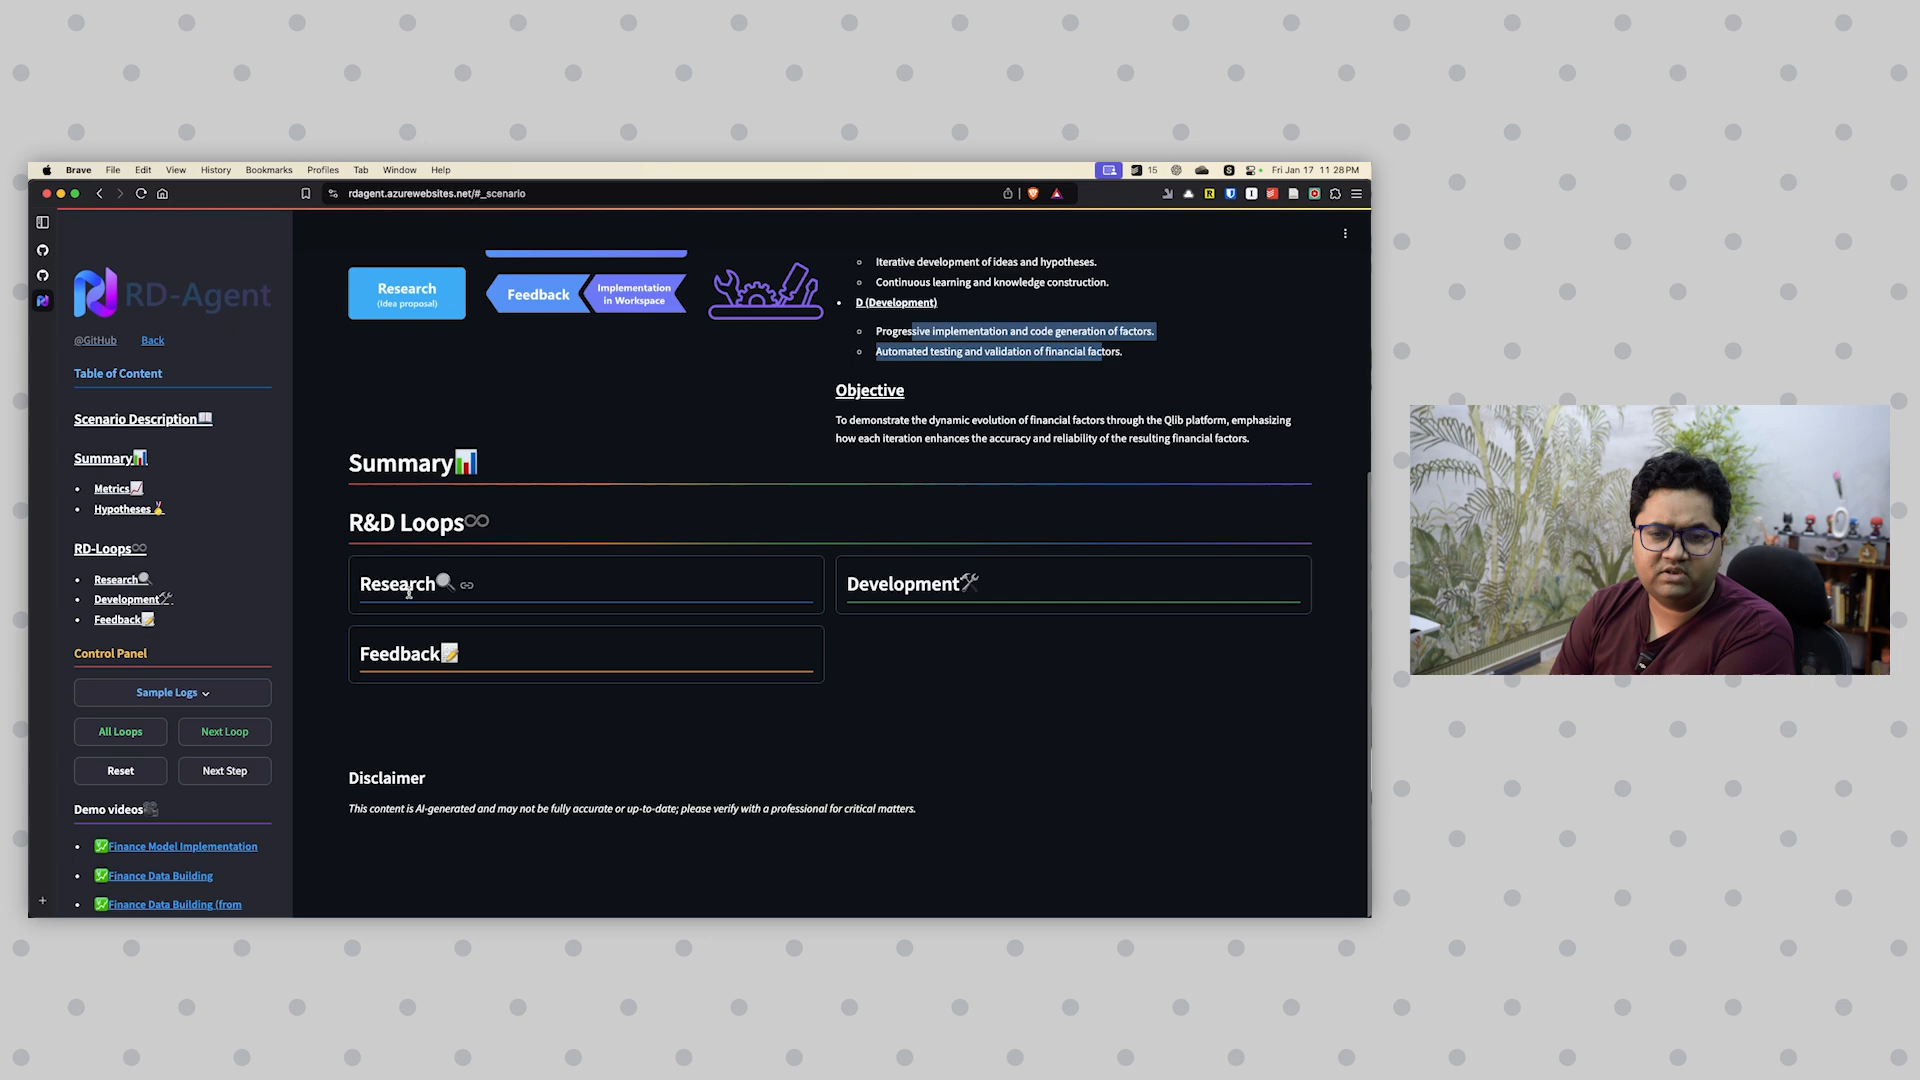 Brave File Edit View History Bookmarks Profiles Tab Window Help
15
Fri Jan 17 11:28 PM
rdagent.azurewebsites.net/#_scenario
RD-Agent
@GitHub Back
Table of Content
Scenario Description
Summary
Metrics
Hypotheses
RD-Loops
Research
Development
Feedback
Control Panel
Sample Logs
All Loops Next Loop
Reset Next Step
Demo videos
Finance Model Implementation
Finance Data Building
Finance Data Building (from
Research
(Idea proposal)
Feedback
Implementation
in Workspace
Iterative development of ideas and hypotheses.
Continuous learning and knowledge construction.
D (Development)
Progressive implementation and code generation of factors.
Automated testing and validation of financial factors.
Objective
To demonstrate the dynamic evolution of financial factors through the Qlib platform, emphasizing
how each iteration enhances the accuracy and reliability of the resulting financial factors.
Summary
R&D Loops
Research
Development
Feedback
Disclaimer
This content is AI-generated and may not be fully accurate or up-to-date; please verify with a professional for critical matters.